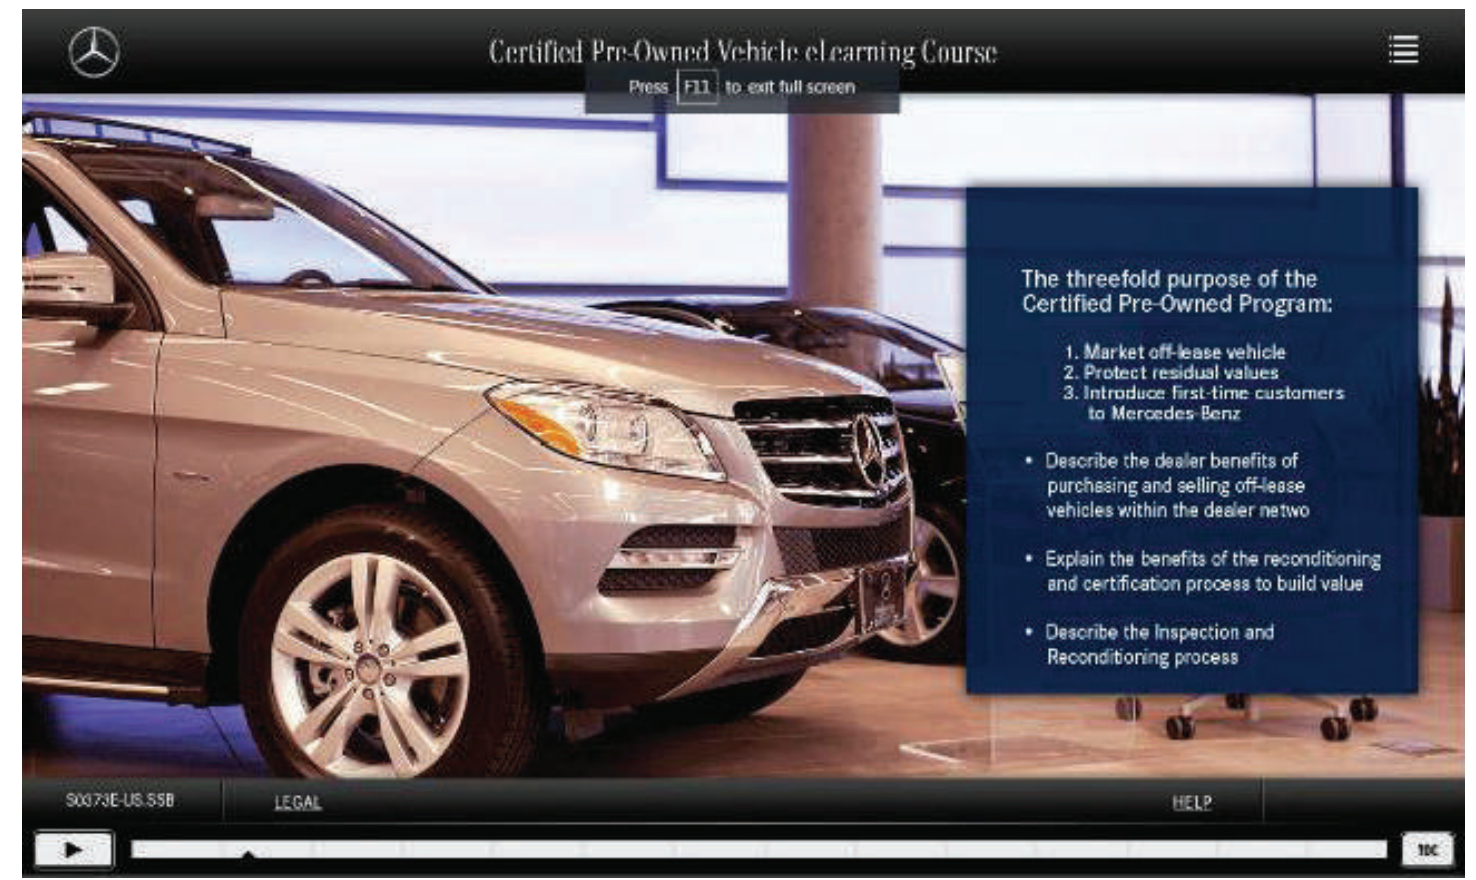 Certified Pre-Owned Vehicle eLearning Course
Press F11 to exit full screen
The threefold purpose of the
Certified Pre-Owned Program:
1. Market off-lease vehicle
2. Protect residual values
3. Introduce first-time customers
to Mercedes-Benz
• Describe the dealer benefits of
purchasing and selling off-lease
vehicles within the dealer netwo
• Explain the benefits of the reconditioning
and certification process to build value
• Describe the Inspection and
Reconditioning process
S0373E-US.SSB
LEGAL
HELP
TOC